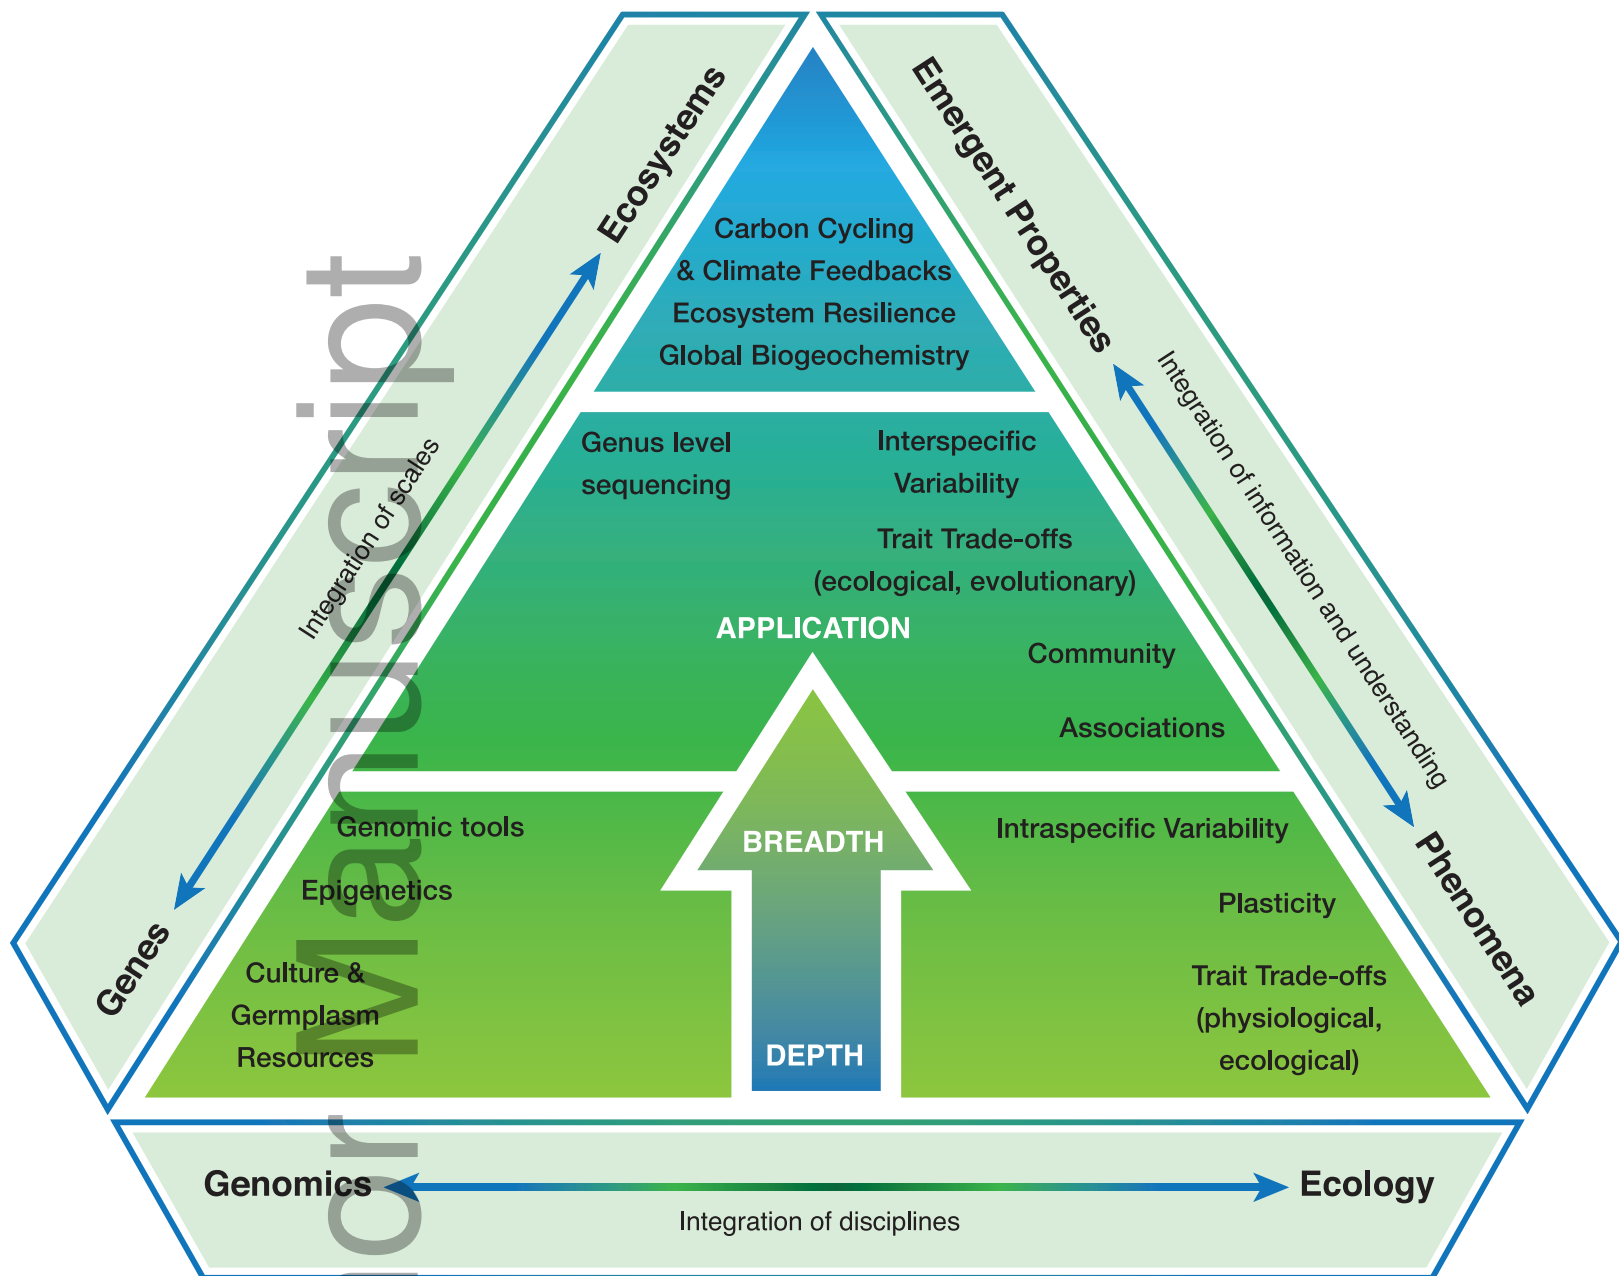 Ecosystems
Integration of scales
Genes
Emergent Properties
Integration of information and understanding
Phenomena
Carbon Cycling
& Climate Feedbacks
Ecosystem Resilience
Global Biogeochemistry
Genus level
sequencing
Interspecific
Variability
Trait Trade-offs
(ecological, evolutionary)
APPLICATION
Community
Associations
Genomic tools
Epigenetics
Culture &
Germplasm
Resources
BREADTH
DEPTH
Intraspecific Variability
Plasticity
Trait Trade-offs
(physiological,
ecological)
Genomics
Ecology
Integration of disciplines
or Manuscript